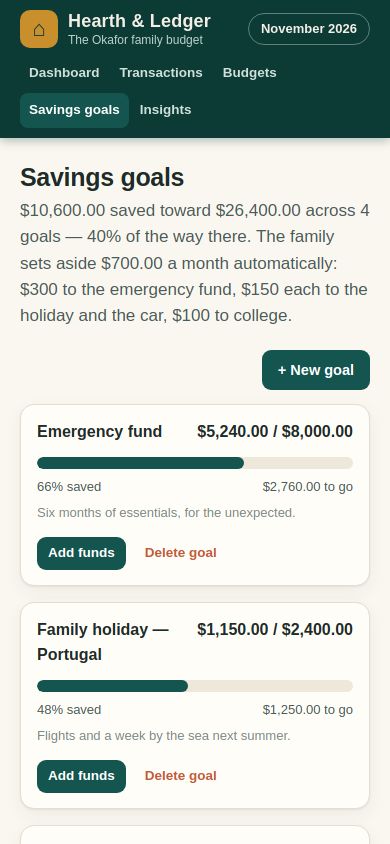 Hearth & Ledger
The Okafor family budget
November 2026
Dashboard Transactions Budgets
Savings goals Insights
Savings goals
$10,600.00 saved toward $26,400.00 across 4
goals — 40% of the way there. The family
sets aside $700.00 a month automatically:
$300 to the emergency fund, $150 each to the
holiday and the car, $100 to college.
+ New goal
Emergency fund $5,240.00 / $8,000.00
66% saved $2,760.00 to go
Six months of essentials, for the unexpected.
Add funds Delete goal
Family holiday — $1,150.00 / $2,400.00
Portugal
48% saved $1,250.00 to go
Flights and a week by the sea next summer.
Add funds Delete goal